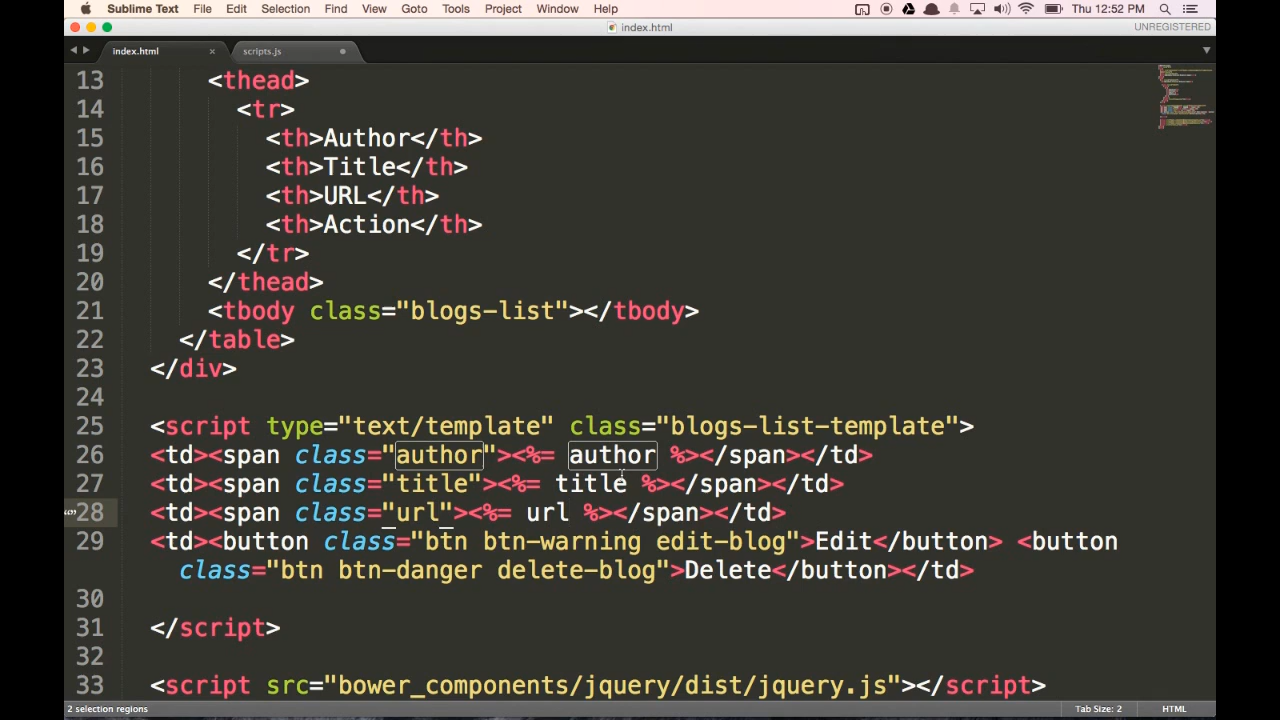 Sublime Text File Edit Selection Find View Goto Tools Project Window Help Thu 12:52 PM
index.html UNREGISTERED
index.html × scripts.js
13 <thead>
14 <tr>
15 <th>Author</th>
16 <th>Title</th>
17 <th>URL</th>
18 <th>Action</th>
19 </tr>
20 </thead>
21 <tbody class="blogs-list"></tbody>
22 </table>
23 </div>
24
25 <script type="text/template" class="blogs-list-template">
26 <td><span class="author"><%= author %></span></td>
27 <td><span class="title"><%= title %></span></td>
28 <td><span class="url"><%= url %></span></td>
29 <td><button class="btn btn-warning edit-blog">Edit</button> <button
class="btn btn-danger delete-blog">Delete</button></td>
30
31 </script>
32
33 <script src="bower_components/jquery/dist/jquery.js"></script>
2 selection regions Tab Size: 2 HTML